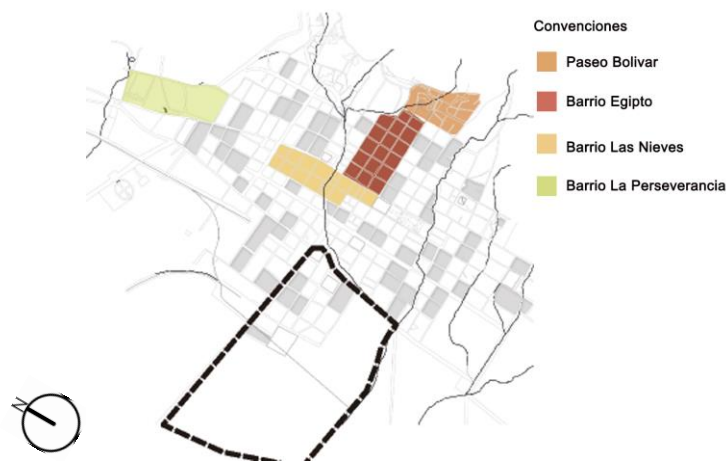 Convenciones
Paseo Bolivar
Barrio Egipto
Barrio Las Nieves
Barrio La Perseverancia
N